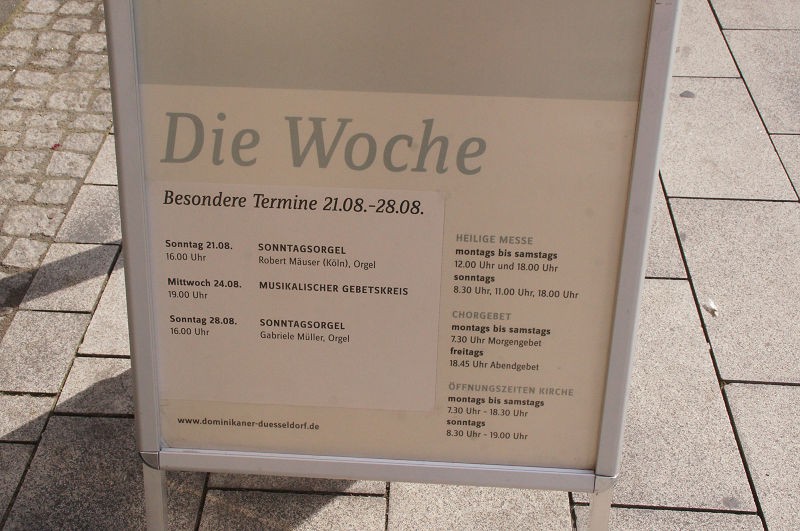 Die Woche
Besondere Termine 21.08.-28.08.
Sonntag 21.08. SONNTAGSORGEL
16.00 Uhr Robert Mäuser (Köln), Orgel
Mittwoch 24.08. MUSIKALISCHER GEBETSKREIS
19.00 Uhr
Sonntag 28.08. SONNTAGSORGEL
16.00 Uhr Gabriele Müller, Orgel
www.dominikaner-duesseldorf.de
HEILIGE MESSE
montags bis samstags
12.00 Uhr und 18.00 Uhr
sonntags
8.30 Uhr, 11.00 Uhr, 18.00 Uhr
CHORGEBET
montags bis samstags
7.30 Uhr Morgengebet
freitags
18.45 Uhr Abendgebet
ÖFFNUNGSZEITEN KIRCHE
montags bis samstags
7.30 Uhr - 18.30 Uhr
sonntags
8.30 Uhr - 19.00 Uhr